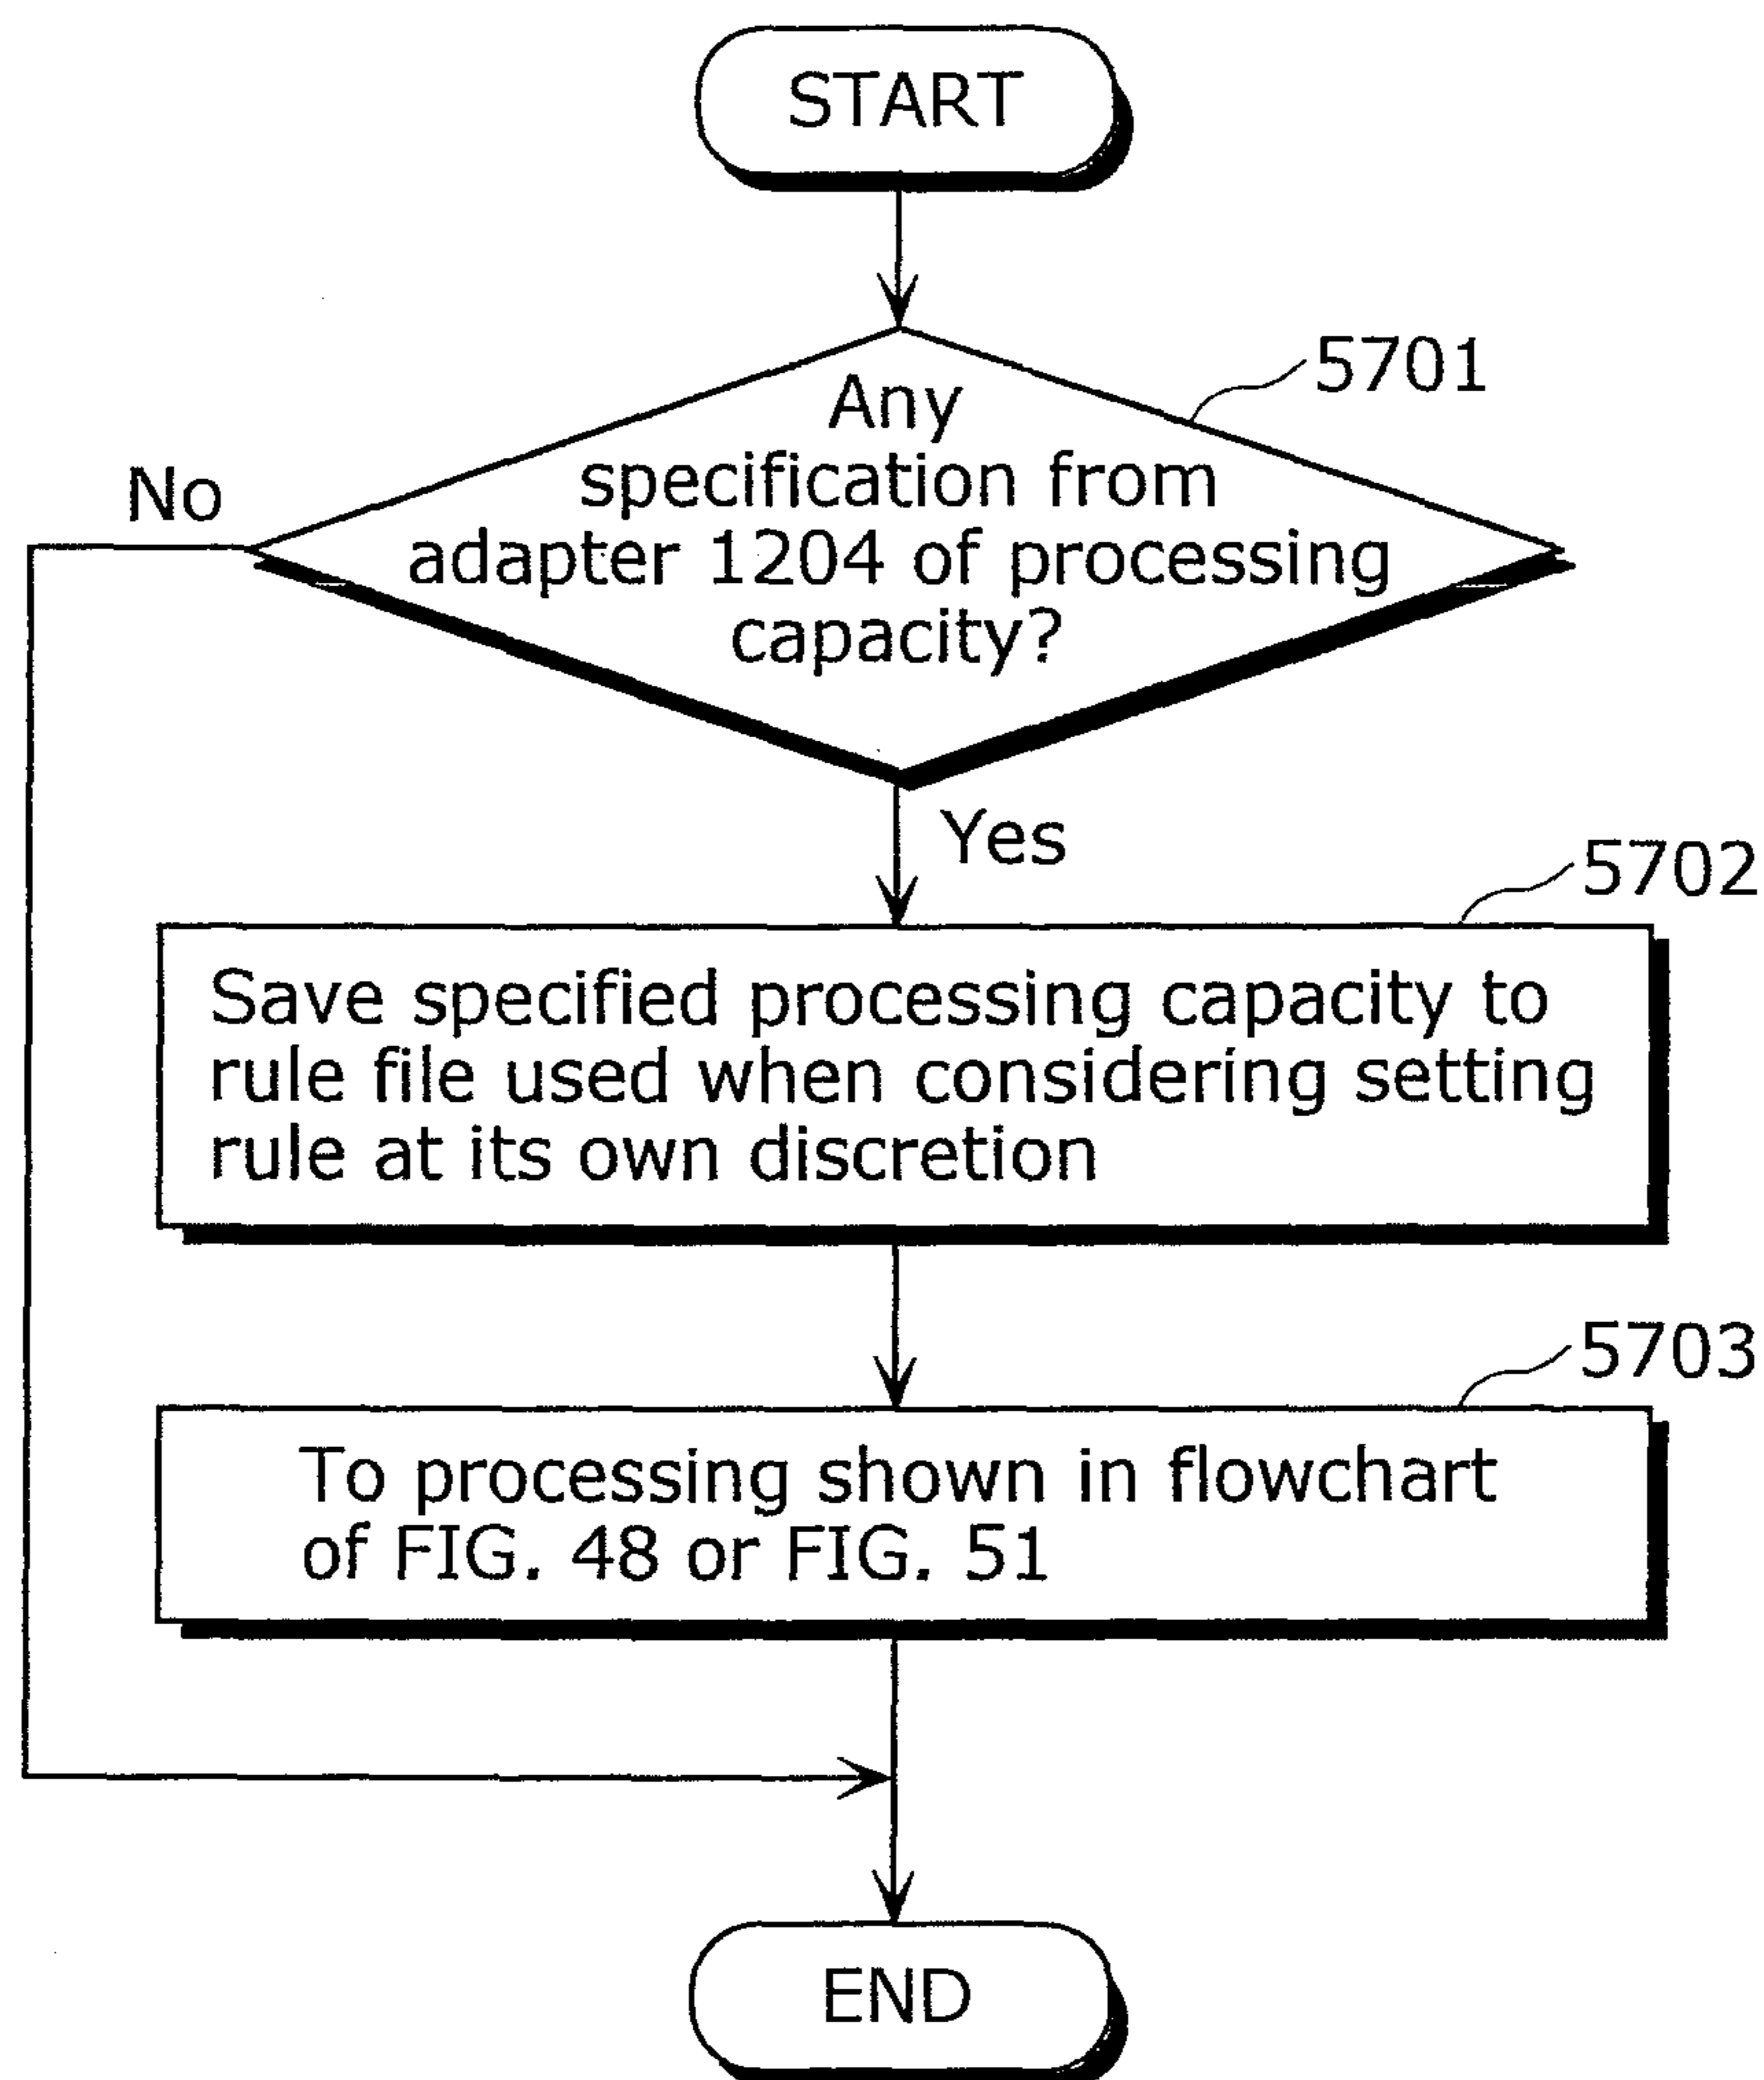 START
5701
Any
specification from
adapter 1204 of processing
capacity?
No
Yes
5702
Save specified processing capacity to
rule file used when considering setting
rule at its own discretion
5703
To processing shown in flowchart
of FIG. 48 or FIG. 51
END